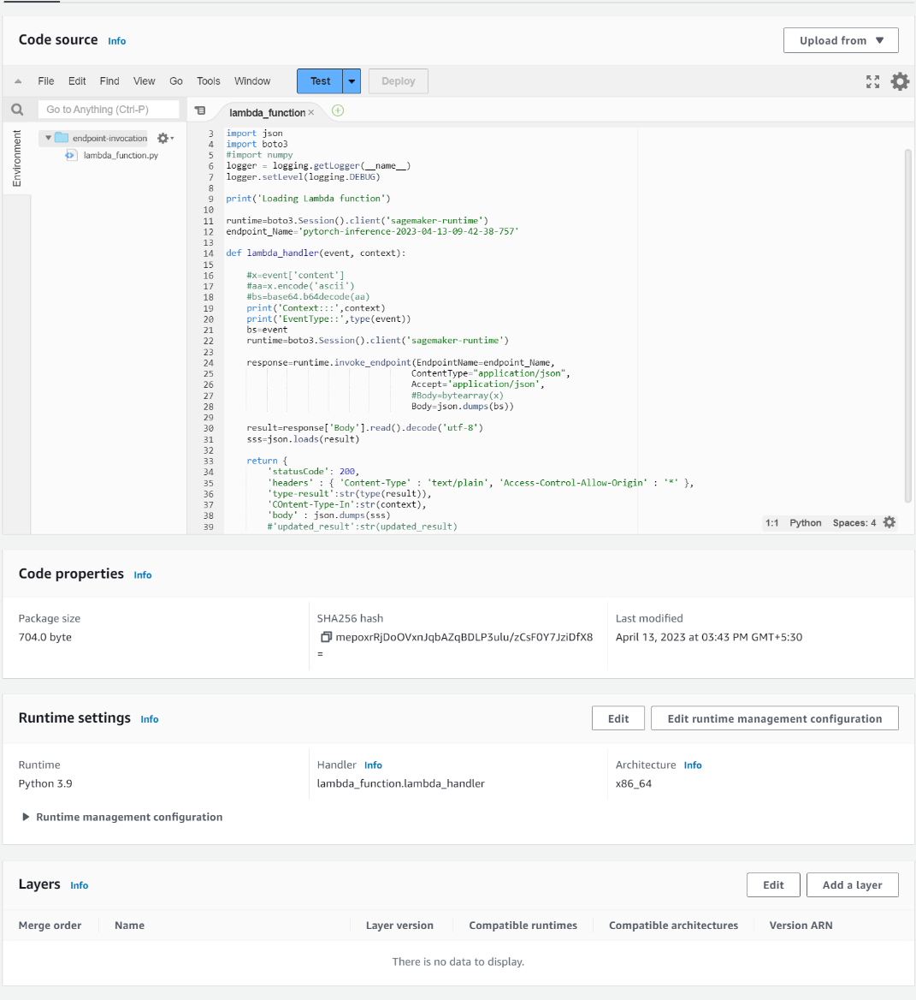 Code source Info
Upload from
File Edit Find View Go Tools Window Test Deploy
Go to Anything (Ctrl-P)
lambda_function
Environment
endpoint-invocation
lambda_function.py
3 import json
4 import boto3
5 #import numpy
6 logger = logging.getLogger(__name__)
7 logger.setLevel(logging.DEBUG)
8
9 print('Loading Lambda function')
10
11 runtime=boto3.Session().client('sagemaker-runtime')
12 endpoint_Name='pytorch-inference-2023-04-13-09-42-38-757'
13
14 def lambda_handler(event, context):
15
16     #x=event['content']
17     #aa=x.encode('ascii')
18     #bs=base64.b64decode(aa)
19     print('Context:::',context)
20     print('EventType::',type(event))
21     bs=event
22     runtime=boto3.Session().client('sagemaker-runtime')
23
24     response=runtime.invoke_endpoint(EndpointName=endpoint_Name,
25                                     ContentType="application/json",
26                                     Accept='application/json',
27                                     #Body=bytearray(x)
28                                     Body=json.dumps(bs))
29
30     result=response['Body'].read().decode('utf-8')
31     sss=json.loads(result)
32
33     return {
34         'statusCode': 200,
35         'headers' : { 'Content-Type' : 'text/plain', 'Access-Control-Allow-Origin' : '*' },
36         'type-result':str(type(result)),
37         'COntent-Type-In':str(context),
38         'body' : json.dumps(sss)
39         #'updated_result':str(updated_result)
1:1 Python Spaces: 4
Code properties Info
Package size
704.0 byte
SHA256 hash
mepoxrRjDoOVxnJqbAZqBDLP3ulu/zCsF0Y7JziDfX8
=
Last modified
April 13, 2023 at 03:43 PM GMT+5:30
Runtime settings Info
Edit
Edit runtime management configuration
Runtime
Python 3.9
Handler Info
lambda_function.lambda_handler
Architecture Info
x86_64
Runtime management configuration
Layers Info
Edit
Add a layer
Merge order Name Layer version Compatible runtimes Compatible architectures Version ARN
There is no data to display.